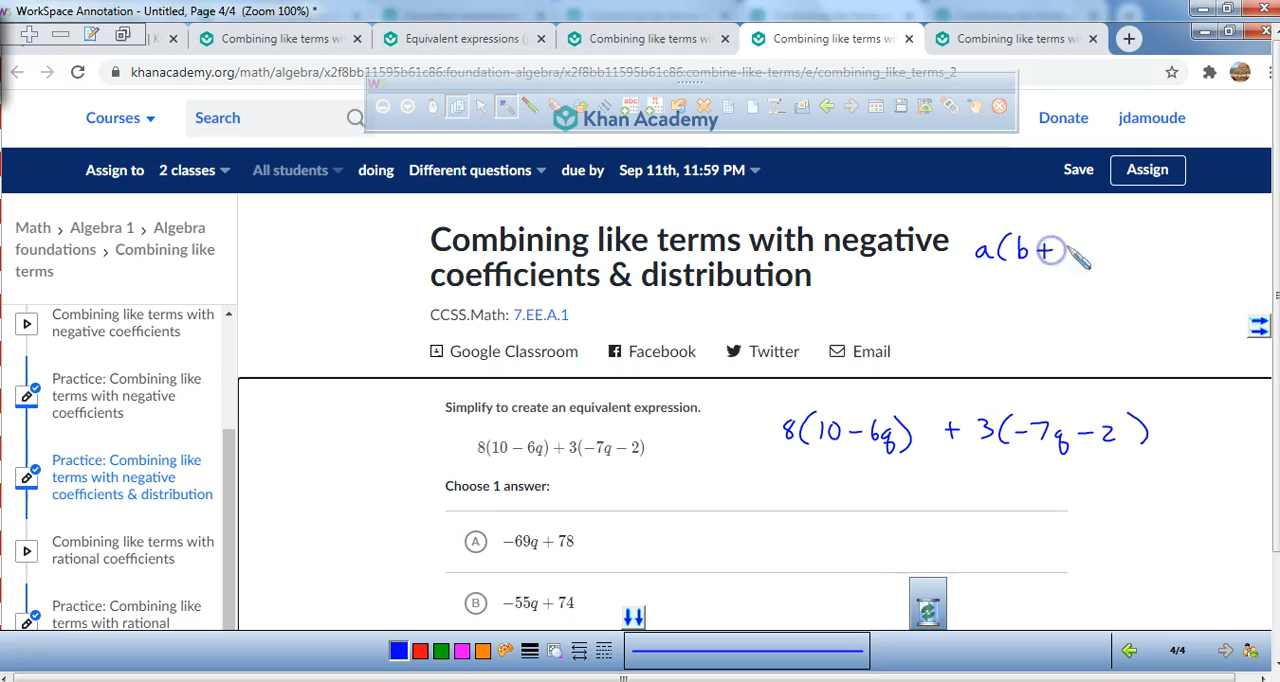 WorkSpace Annotation - Untitled, Page 4/4 (Zoom 100%) *
Combining like terms wi
Equivalent expressions (
Combining like terms wi
Combining like terms wi
Combining like terms wi
khanacademy.org/math/algebra/x2f8bb11595b61c86:foundation-algebra/x2f8bb11595b61c86:combine-like-terms/e/combining_like_terms_2
Courses
Search
Khan Academy
Donate
jdamoude
Assign to 2 classes All students doing Different questions due by Sep 11th, 11:59 PM
Save
Assign
Math > Algebra 1 > Algebra
foundations > Combining like
terms
Combining like terms with
negative coefficients
Practice: Combining like
terms with negative
coefficients
Practice: Combining like
terms with negative
coefficients & distribution
Combining like terms with
rational coefficients
Practice: Combining like
terms with rational
Combining like terms with negative
coefficients & distribution
a(b +
CCSS.Math: 7.EE.A.1
Google Classroom Facebook Twitter Email
Simplify to create an equivalent expression.
8(10 − 6q) + 3(−7q − 2)
8(10 − 6q) + 3(−7q − 2)
Choose 1 answer:
A −69q + 78
B −55q + 74
4/4